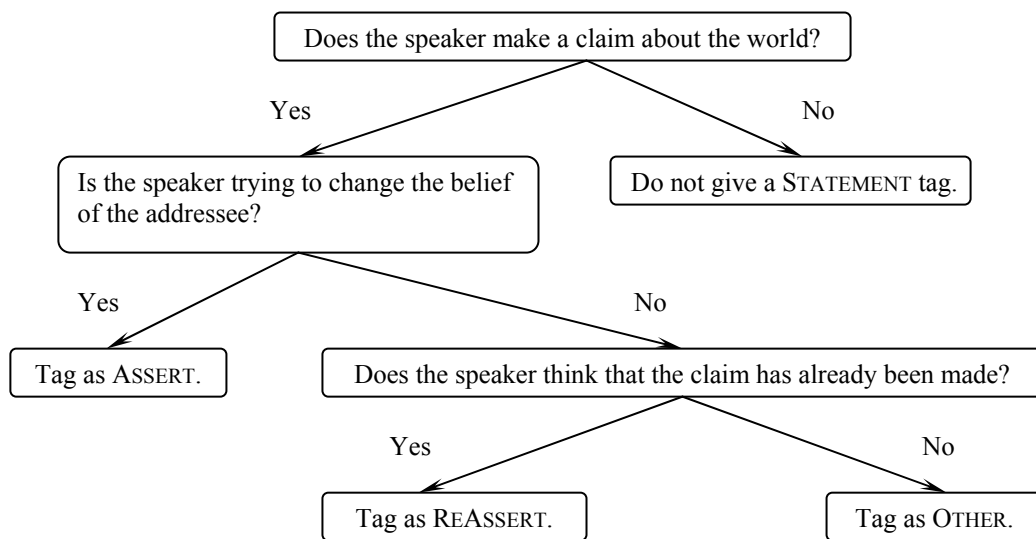 Does the speaker make a claim about the world?
Yes
No
Is the speaker trying to change the belief
of the addressee?
Do not give a STATEMENT tag.
Yes
No
Tag as ASSERT.
Does the speaker think that the claim has already been made?
Yes
No
Tag as REASSERT.
Tag as OTHER.